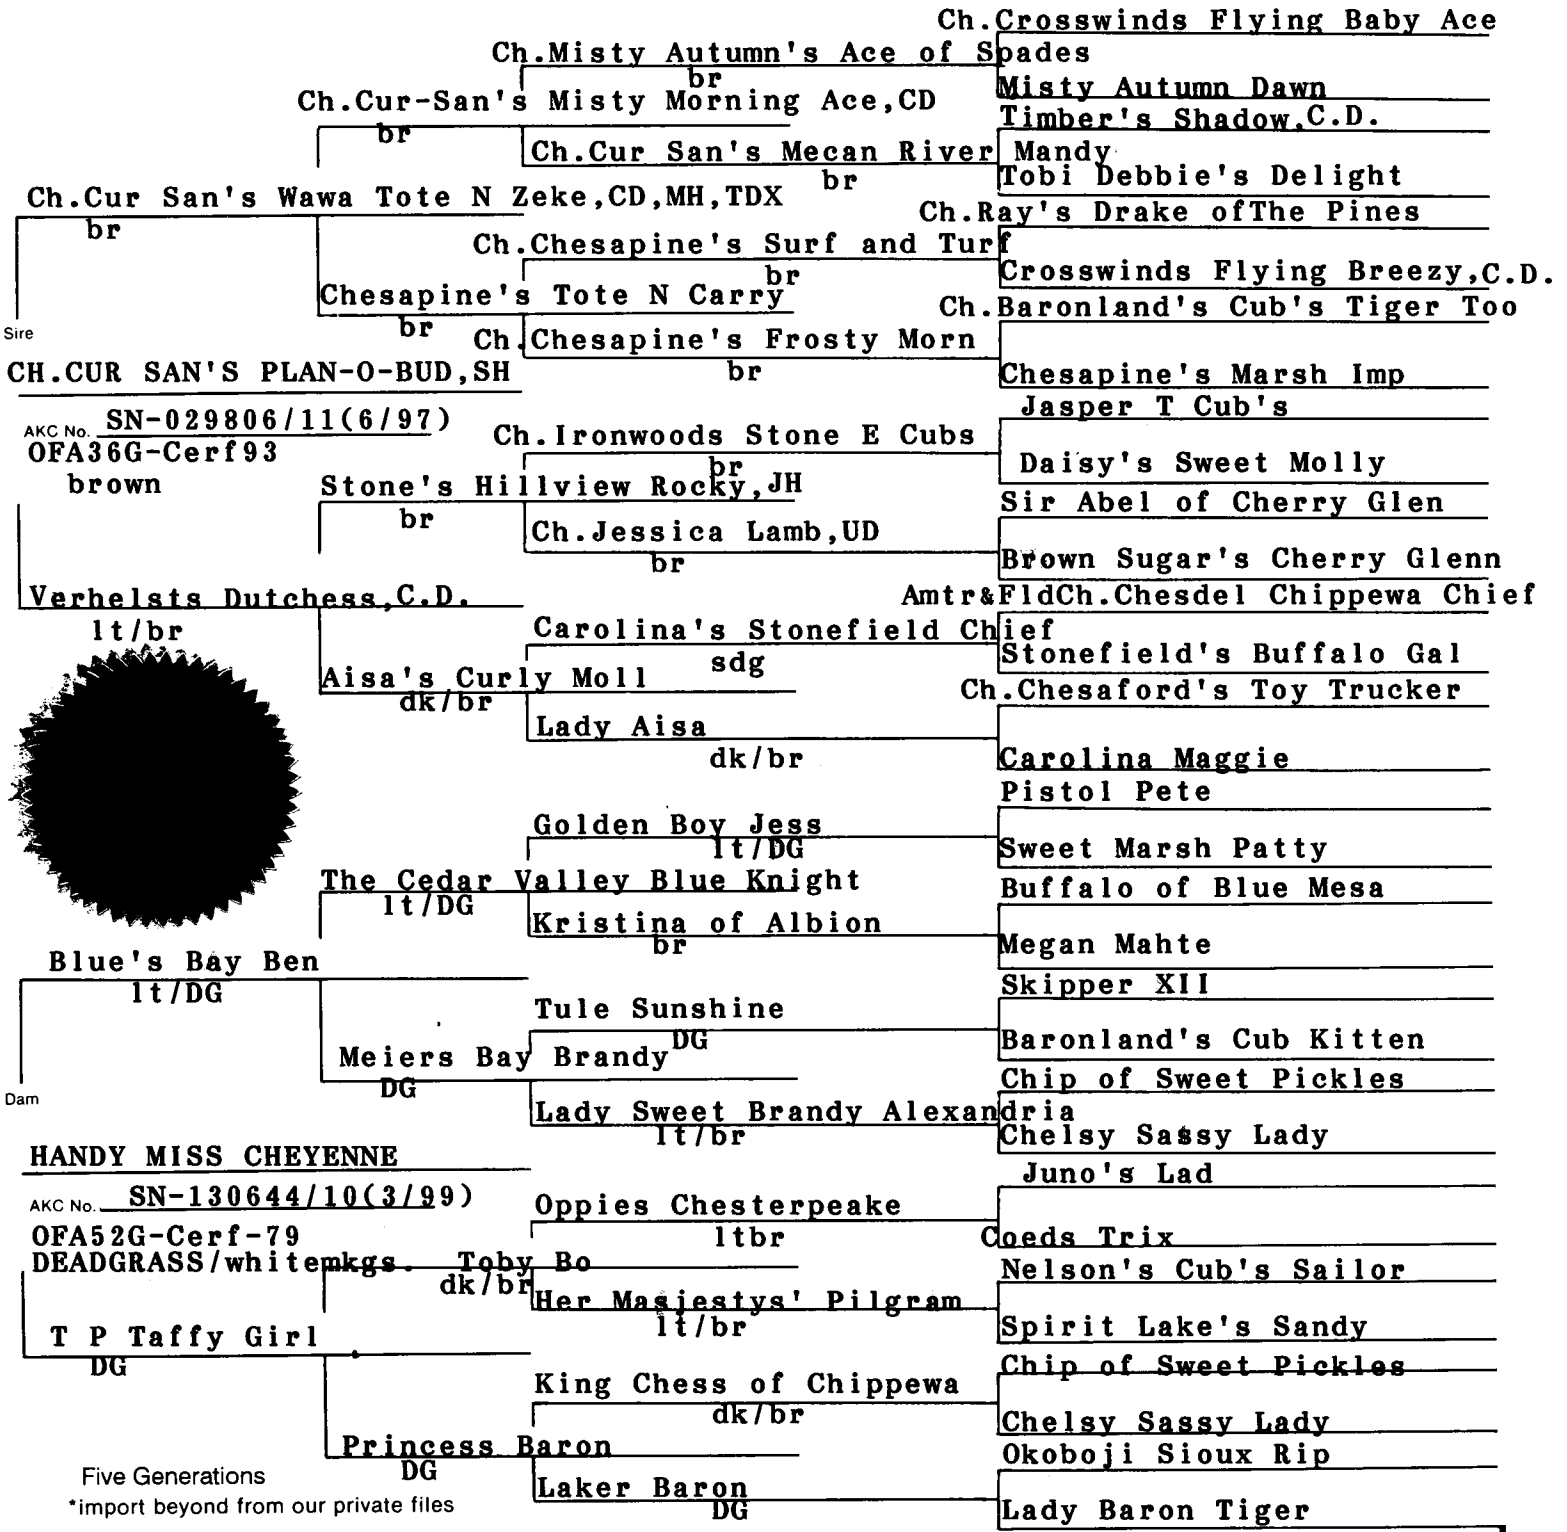 Ch.Crosswinds Flying Baby Ace
Ch.Misty Autumn's Ace of Spades
br
Misty Autumn Dawn
Ch.Cur-San's Misty Morning Ace,CD
br
Timber's Shadow,C.D.
Ch.Cur San's Mecan River Mandy
br
Tobi Debbie's Delight
Ch.Cur San's Wawa Tote N Zeke,CD,MH,TDX
br
Ch.Ray's Drake ofThe Pines
Ch.Chesapine's Surf and Turf
br
Crosswinds Flying Breezy,C.D.
Chesapine's Tote N Carry
br
Ch.Baronland's Cub's Tiger Too
Sire
Ch.Chesapine's Frosty Morn
br
Chesapine's Marsh Imp
CH.CUR SAN'S PLAN-O-BUD,SH
AKC No. SN-029806/11(6/97)
OFA36G-Cerf93
brown
Jasper T Cub's
Ch.Ironwoods Stone E Cubs
br
Daisy's Sweet Molly
Stone's Hillview Rocky,JH
br
Sir Abel of Cherry Glen
Ch.Jessica Lamb,UD
br
Brown Sugar's Cherry Glenn
Verhelsts Dutchess,C.D.
lt/br
Amtr&FldCh.Chesdel Chippewa Chief
Carolina's Stonefield Chief
sdg
Stonefield's Buffalo Gal
Aisa's Curly Moll
dk/br
Ch.Chesaford's Toy Trucker
Lady Aisa
dk/br
Carolina Maggie
Pistol Pete
Golden Boy Jess
lt/DG
Sweet Marsh Patty
The Cedar Valley Blue Knight
lt/DG
Buffalo of Blue Mesa
Kristina of Albion
br
Megan Mahte
Blue's Bay Ben
lt/DG
Skipper XII
Tule Sunshine
DG
Baronland's Cub Kitten
Meiers Bay Brandy
DG
Chip of Sweet Pickles
Dam
Lady Sweet Brandy Alexandria
lt/br
Chelsy Sassy Lady
HANDY MISS CHEYENNE
AKC No. SN-130644/10(3/99)
OFA52G-Cerf-79
DEADGRASS/whitemkgs.
Juno's Lad
Oppies Chesterpeake
ltbr
Coeds Trix
Toby Bo
dk/br
Nelson's Cub's Sailor
Her Masjestys' Pilgram
lt/br
Spirit Lake's Sandy
T P Taffy Girl
DG
Chip of Sweet Pickles
King Chess of Chippewa
dk/br
Chelsy Sassy Lady
Princess Baron
DG
Okoboji Sioux Rip
Laker Baron
DG
Lady Baron Tiger
Five Generations
*import beyond from our private files